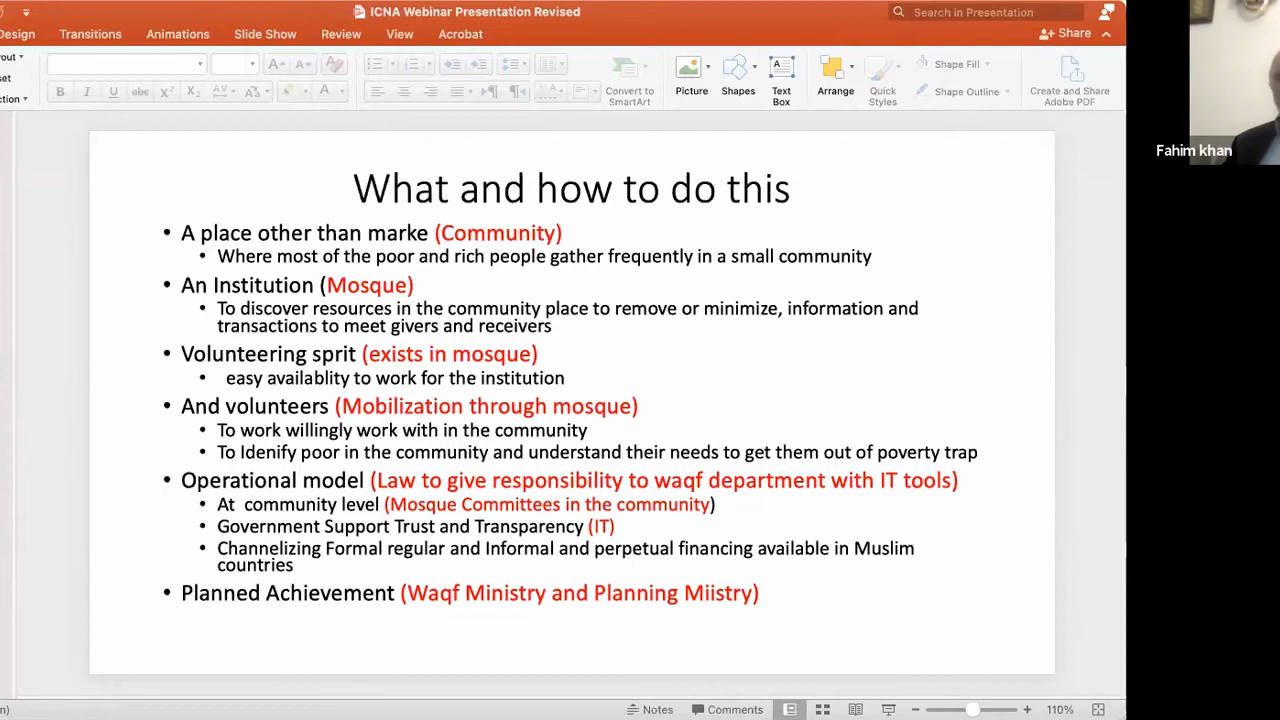 ICNA Webinar Presentation Revised
Search in Presentation
Design Transitions Animations Slide Show Review View Acrobat
Share
Convert to SmartArt
Picture
Shapes
Text Box
Arrange
Quick Styles
Shape Fill
Shape Outline
Create and Share Adobe PDF
Fahim khan
What and how to do this
• A place other than marke (Community)
• Where most of the poor and rich people gather frequently in a small community
• An Institution (Mosque)
• To discover resources in the community place to remove or minimize, information and
transactions to meet givers and receivers
• Volunteering sprit (exists in mosque)
• easy availablity to work for the institution
• And volunteers (Mobilization through mosque)
• To work willingly work with in the community
• To Idenify poor in the community and understand their needs to get them out of poverty trap
• Operational model (Law to give responsibility to waqf department with IT tools)
• At community level (Mosque Committees in the community)
• Government Support Trust and Transparency (IT)
• Channelizing Formal regular and Informal and perpetual financing available in Muslim
countries
• Planned Achievement (Waqf Ministry and Planning Miistry)
Notes Comments 110%